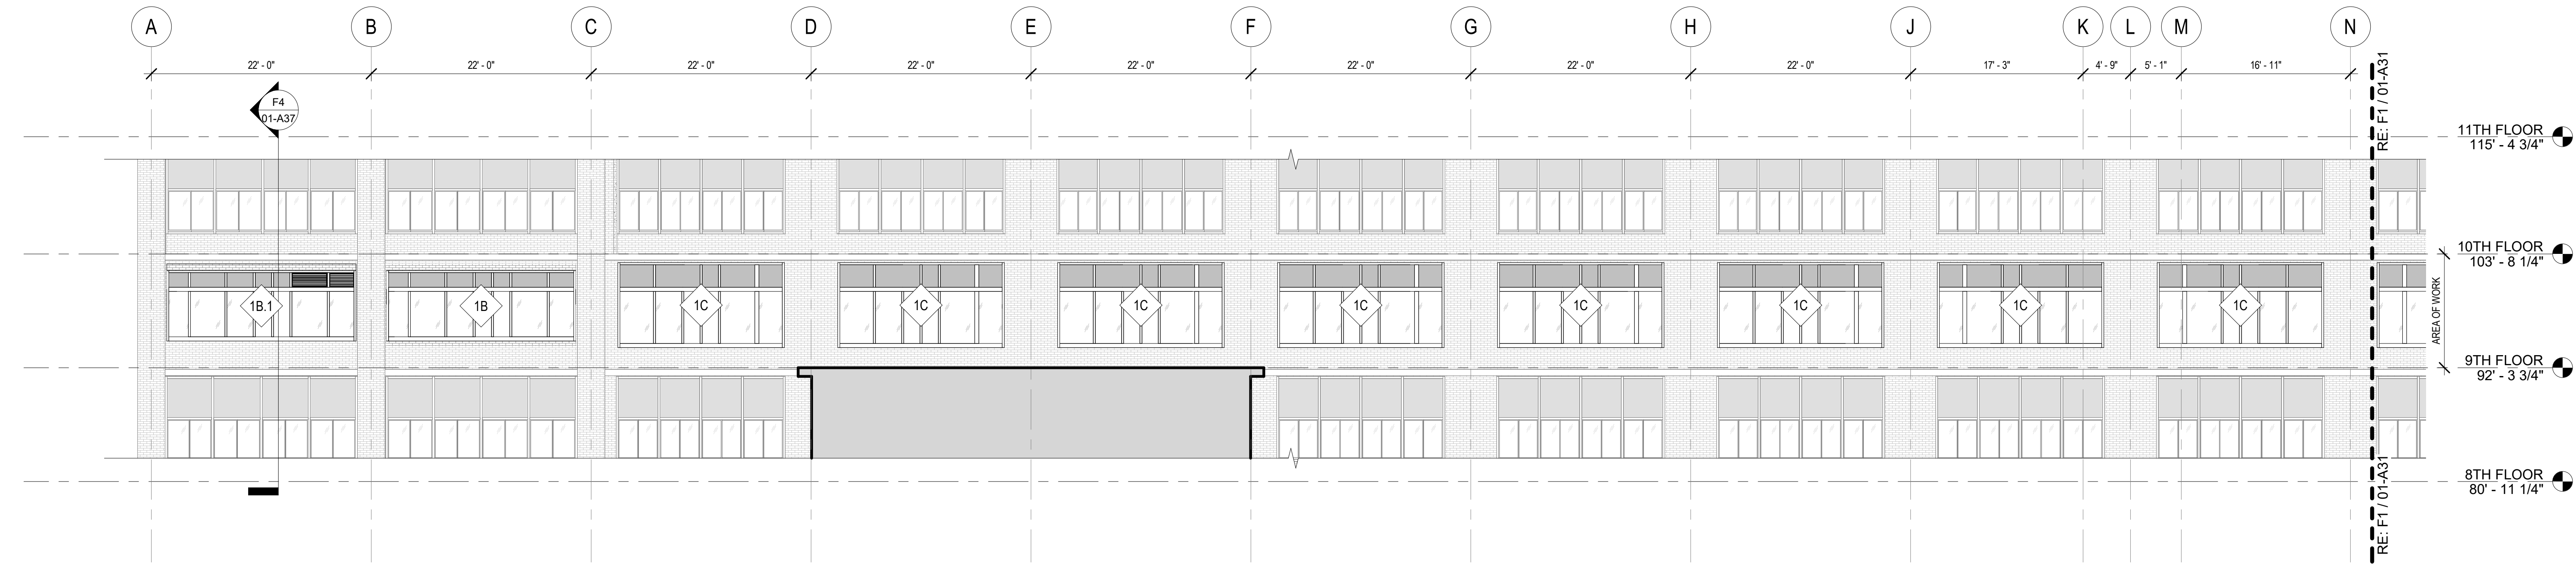 A B C D E F G H J K L M N
22' - 0" 22' - 0" 22' - 0" 22' - 0" 22' - 0" 22' - 0" 22' - 0" 22' - 0" 17' - 3" 4' - 9" 5' - 1" 16' - 11"
F4
01-A37
RE: F1 / 01-A31
11TH FLOOR
115' - 4 3/4"
10TH FLOOR
103' - 8 1/4"
1B.1 1B 1C 1C 1C 1C 1C 1C 1C 1C
AREA OF WORK
9TH FLOOR
92' - 3 3/4"
RE: F1 / 01-A31
8TH FLOOR
80' - 11 1/4"